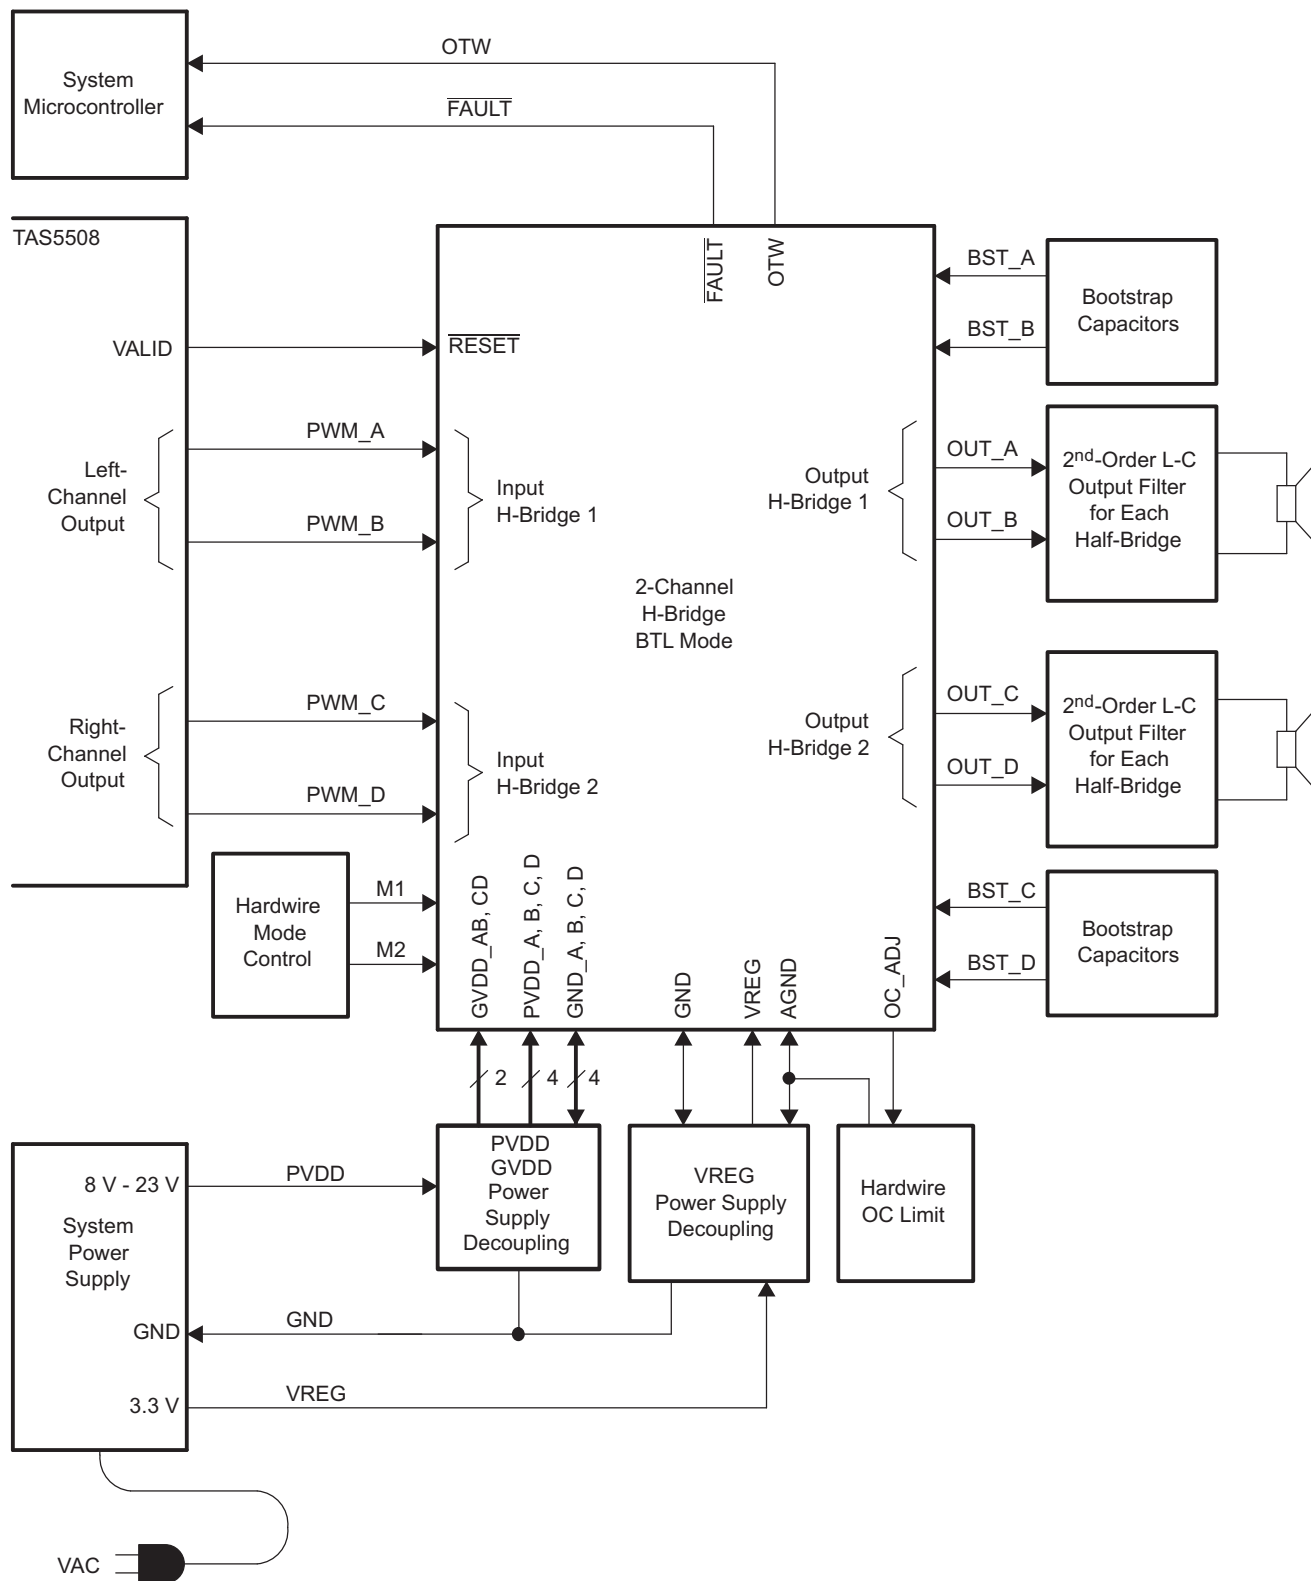 OTW
System
Microcontroller
FAULT
TAS5508
FAULT
OTW
BST_A
Bootstrap
Capacitors
BST_B
VALID
RESET
PWM_A
Left-
Channel
Output
PWM_B
Input
H-Bridge 1
Output
H-Bridge 1
OUT_A
OUT_B
2nd-Order L-C
Output Filter
for Each
Half-Bridge
2-Channel
H-Bridge
BTL Mode
PWM_C
Right-
Channel
Output
PWM_D
Input
H-Bridge 2
Output
H-Bridge 2
OUT_C
OUT_D
2nd-Order L-C
Output Filter
for Each
Half-Bridge
Hardwire
Mode
Control
M1
M2
GVDD_AB, CD
PVDD_A, B, C, D
GND_A, B, C, D
GND
VREG
AGND
OC_ADJ
BST_C
BST_D
Bootstrap
Capacitors
2
4
4
8 V - 23 V
System
Power
Supply
PVDD
PVDD
GVDD
Power
Supply
Decoupling
VREG
Power Supply
Decoupling
Hardwire
OC Limit
GND
GND
3.3 V
VREG
VAC